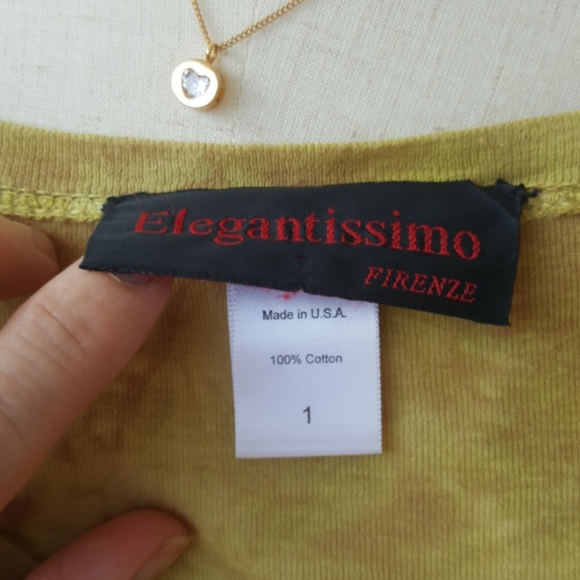 Elegantissimo
FIRENZE
Made in U.S.A.
100% Cotton
1